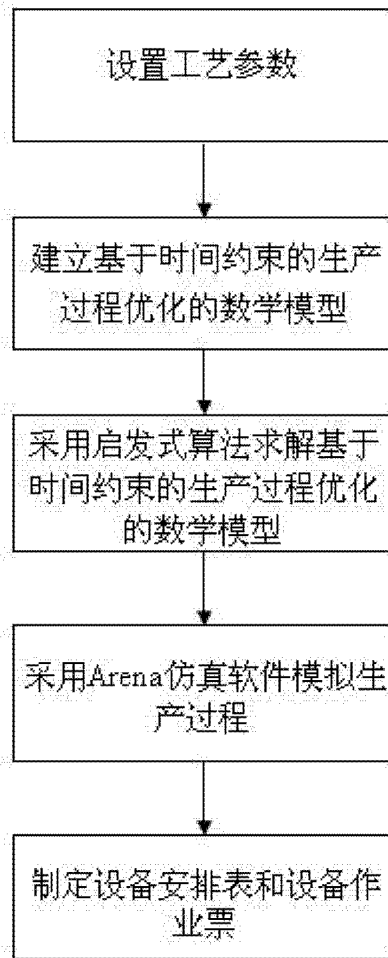 设置工艺参数
建立基于时间约束的生产
过程优化的数学模型
采用启发式算法求解基于
时间约束的生产过程优化
的数学模型
采用Arena仿真软件模拟生
产过程
制定设备安排表和设备作
业票